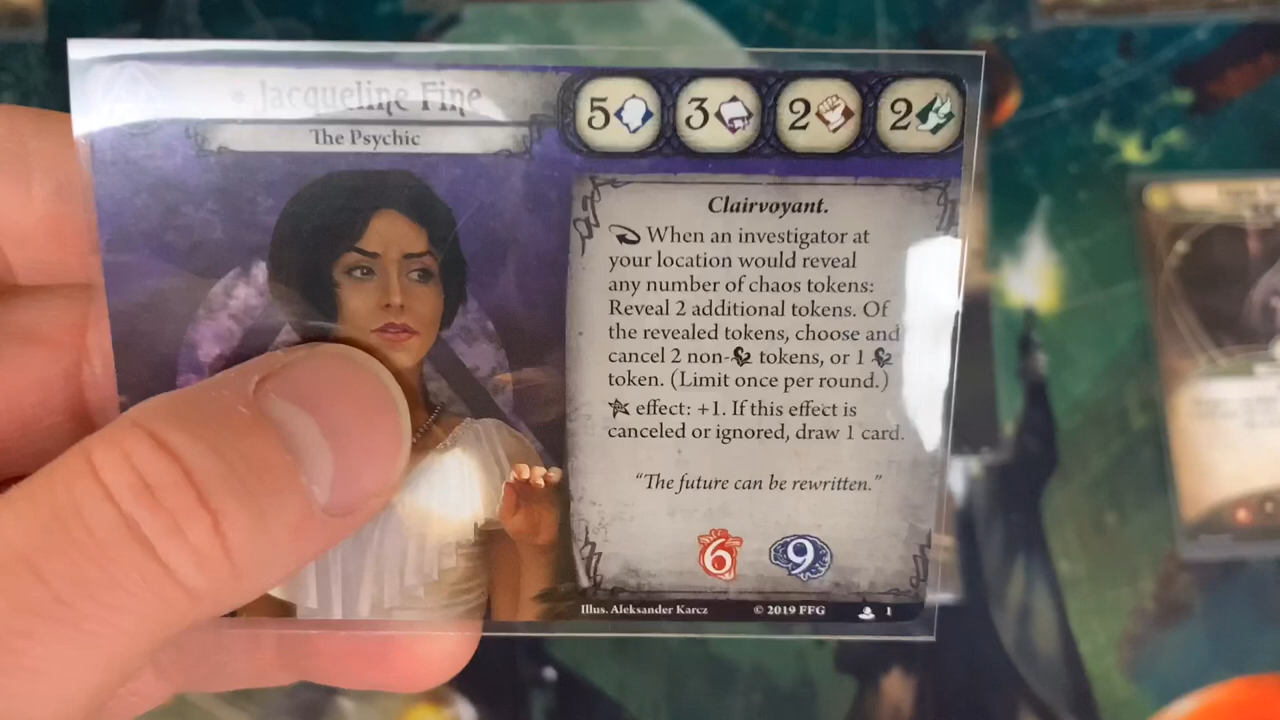 Jacqueline Fine
The Psychic
5 3 2 2
Clairvoyant.
When an investigator at
your location would reveal
any number of chaos tokens:
Reveal 2 additional tokens. Of
the revealed tokens, choose and
cancel 2 non- tokens, or 1
token. (Limit once per round.)
effect: +1. If this effect is
canceled or ignored, draw 1 card.
“The future can be rewritten.”
6 9
Illus. Aleksander Karcz © 2019 FFG 1